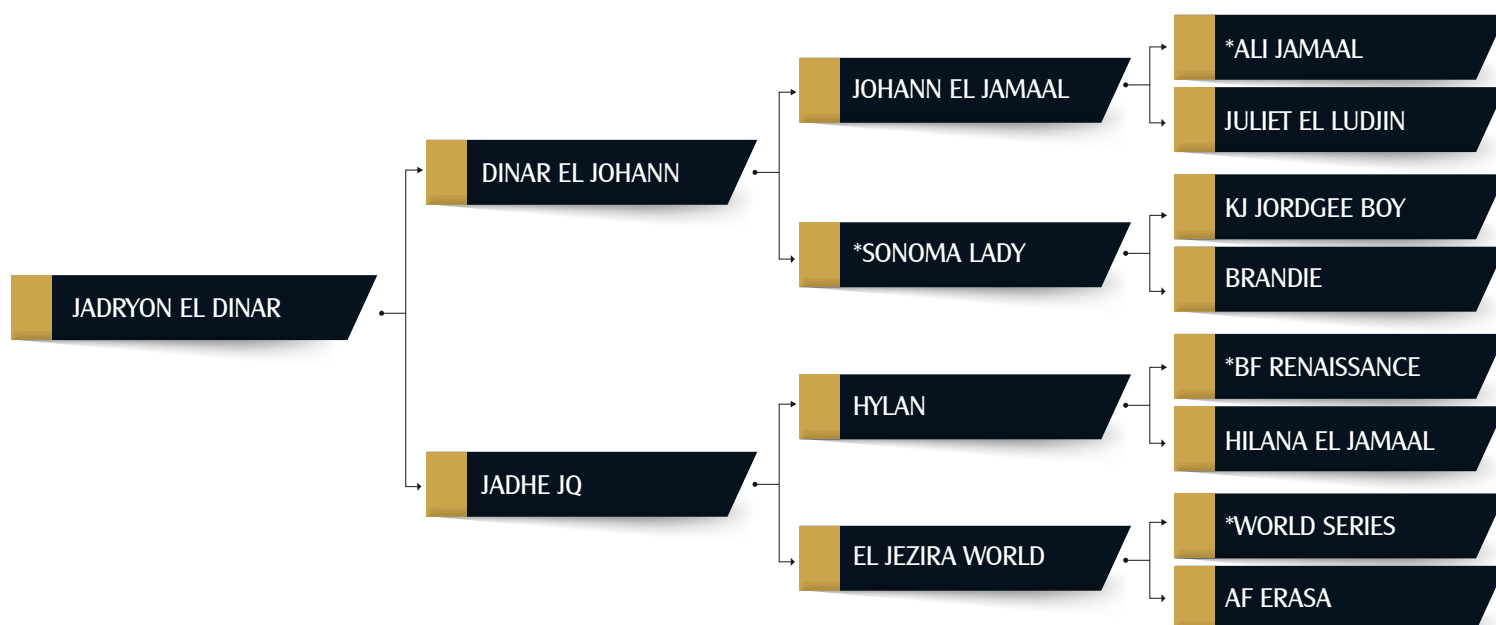 JADRYON EL DINAR
DINAR EL JOHANN
JADHE JQ
JOHANN EL JAMAAL
*SONOMA LADY
HYLAN
EL JEZIRA WORLD
*ALI JAMAAL
JULIET EL LUDJIN
KJ JORDGEE BOY
BRANDIE
*BF RENAISSANCE
HILANA EL JAMAAL
*WORLD SERIES
AF ERASA